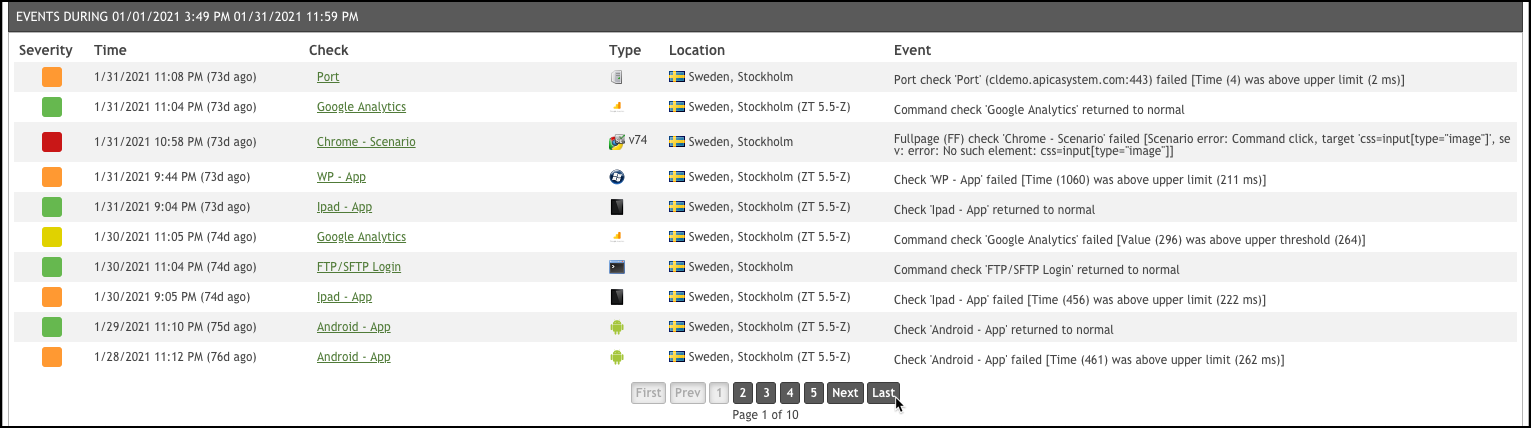 EVENTS DURING 01/01/2021 3:49 PM 01/31/2021 11:59 PM
Severity Time Check Type Location Event
1/31/2021 11:08 PM (73d ago) Port Sweden, Stockholm Port check 'Port' (cldemo.apicasystem.com:443) failed [Time (4) was above upper limit (2 ms)]
1/31/2021 11:04 PM (73d ago) Google Analytics Sweden, Stockholm (ZT 5.5-Z) Command check 'Google Analytics' returned to normal
1/31/2021 10:58 PM (73d ago) Chrome - Scenario v74 Sweden, Stockholm Fullpage (FF) check 'Chrome - Scenario' failed [Scenario error: Command click, target 'css=input[type="image"]', se
v: error: No such element: css=input[type="image"]]
1/31/2021 9:44 PM (73d ago) WP - App Sweden, Stockholm (ZT 5.5-Z) Check 'WP - App' failed [Time (1060) was above upper limit (211 ms)]
1/31/2021 9:04 PM (73d ago) Ipad - App Sweden, Stockholm (ZT 5.5-Z) Check 'Ipad - App' returned to normal
1/30/2021 11:05 PM (74d ago) Google Analytics Sweden, Stockholm (ZT 5.5-Z) Command check 'Google Analytics' failed [Value (296) was above upper threshold (264)]
1/30/2021 11:04 PM (74d ago) FTP/SFTP Login Sweden, Stockholm Command check 'FTP/SFTP Login' returned to normal
1/30/2021 9:05 PM (74d ago) Ipad - App Sweden, Stockholm (ZT 5.5-Z) Check 'Ipad - App' failed [Time (456) was above upper limit (222 ms)]
1/29/2021 11:10 PM (75d ago) Android - App Sweden, Stockholm (ZT 5.5-Z) Check 'Android - App' returned to normal
1/28/2021 11:12 PM (76d ago) Android - App Sweden, Stockholm (ZT 5.5-Z) Check 'Android - App' failed [Time (461) was above upper limit (262 ms)]
First Prev 1 2 3 4 5 Next Last
Page 1 of 10